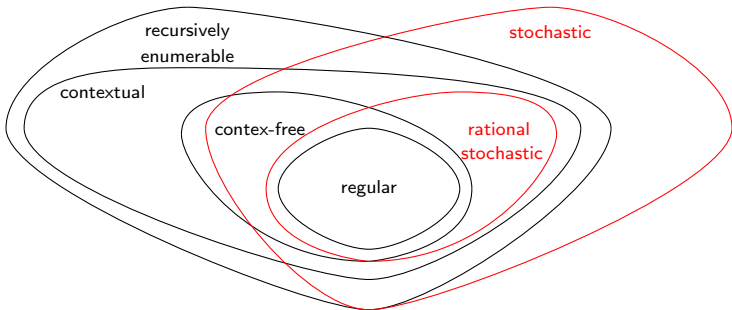 recursively
enumerable
stochastic
contextual
contex-free
rational
stochastic
regular